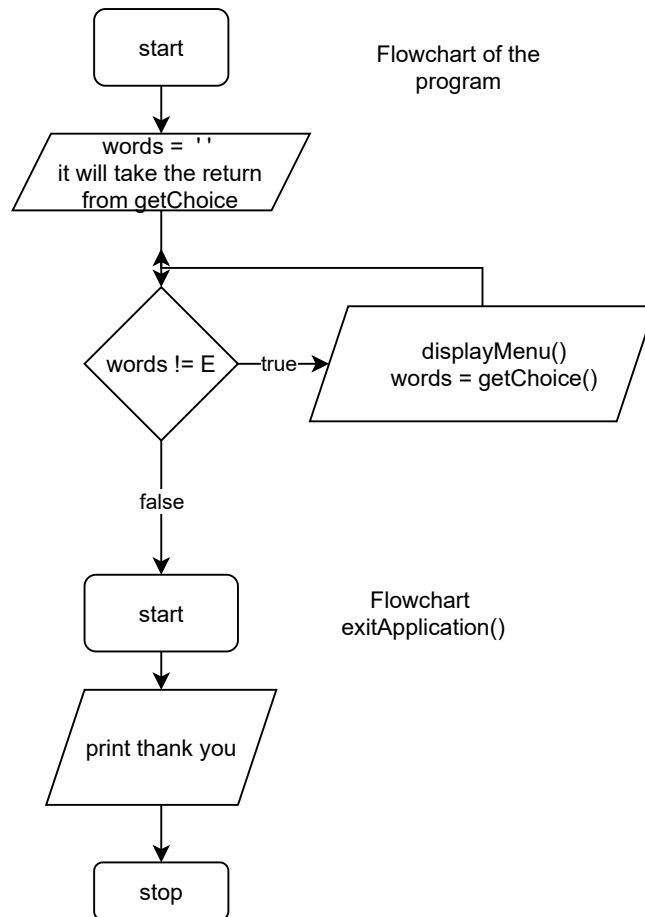 start
Flowchart of the
program
words =  ' '
it will take the return
from getChoice
words != E
true
displayMenu()
words = getChoice()
false
start
Flowchart
exitApplication()
print thank you
stop